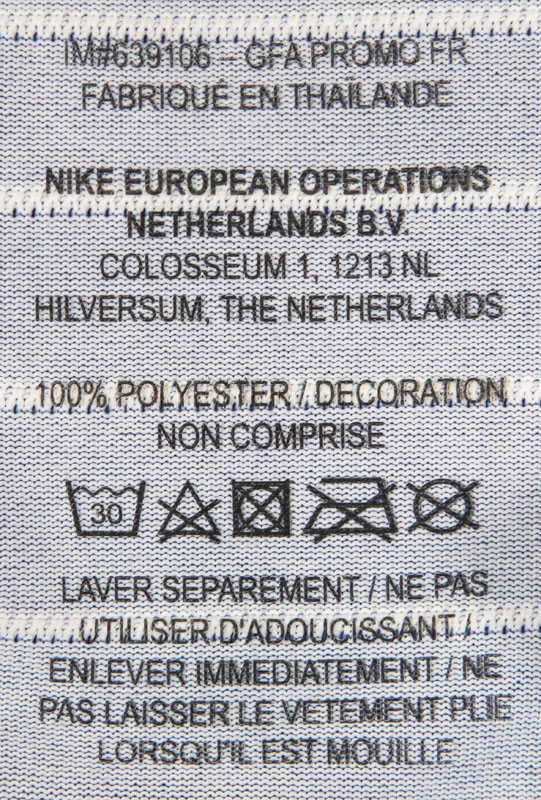 IM#639106 - GFA PROMO FR
FABRIQUÉ EN THAÏLANDE
NIKE EUROPEAN OPERATIONS
NETHERLANDS B.V.
COLOSSEUM 1, 1213 NL
HILVERSUM, THE NETHERLANDS
100% POLYESTER / DECORATION
NON COMPRISE
30
LAVER SEPAREMENT / NE PAS
UTILISER D'ADOUCISSANT /
ENLEVER IMMEDIATEMENT / NE
PAS LAISSER LE VETEMENT PLIE
LORSQU'IL EST MOUILLE